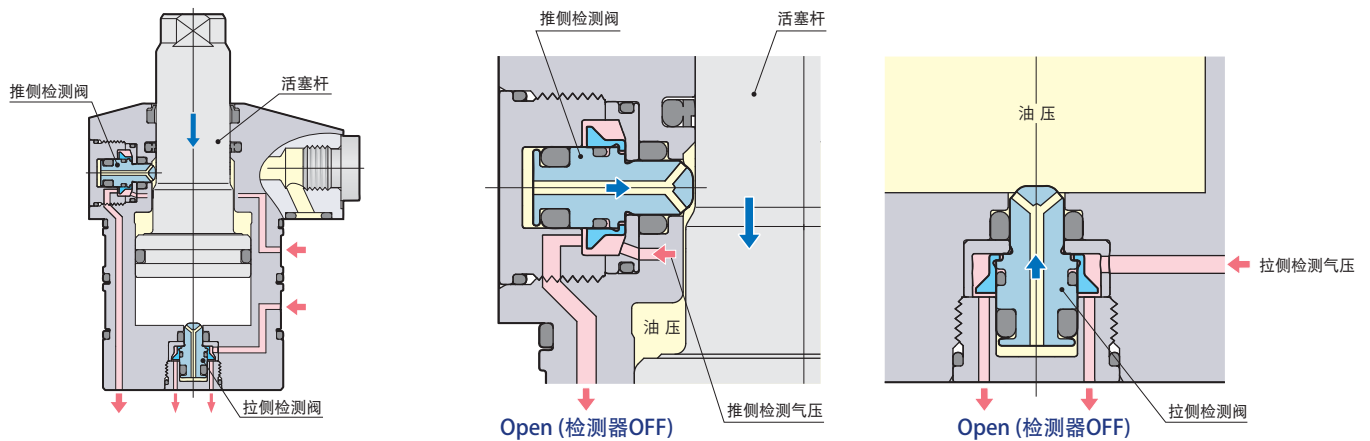 推侧检测阀
活塞杆
拉侧检测阀
推侧检测阀
活塞杆
油 压
推侧检测气压
Open (检测器OFF)
油 压
拉侧检测气压
拉侧检测阀
Open (检测器OFF)